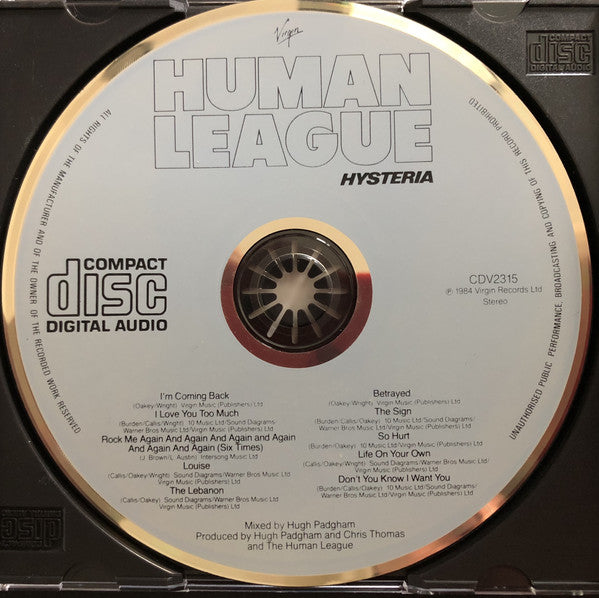 Virgin
HUMAN
LEAGUE
HYSTERIA
COMPACT
disc
DIGITAL AUDIO
CDV2315
℗ 1984 Virgin Records Ltd
Stereo
I'm Coming Back
(Oakey/Wright) Virgin Music (Publishers) Ltd
I Love You Too Much
(Burden/Callis/Wright) 10 Music Ltd/Sound Diagrams/
Warner Bros Music Ltd/Virgin Music (Publishers) Ltd
Rock Me Again And Again And Again and Again
And Again And Again (Six Times)
(J. Brown/L. Austin) Intersong Music Ltd
Louise
(Callis/Oakey/Wright) Sound Diagrams/Warner Bros Music Ltd/
Virgin Music (Publishers) Ltd
The Lebanon
(Callis/Oakey) Sound Diagrams/Warner Bros Music Ltd/
Virgin Music (Publishers) Ltd
Betrayed
(Oakey/Wright) Virgin Music (Publishers) Ltd
The Sign
(Burden/Callis/Oakey) 10 Music Ltd/Sound Diagrams/
Warner Bros Music Ltd/Virgin Music (Publishers) Ltd
So Hurt
(Burden/Oakey) 10 Music Ltd/Virgin Music (Publishers) Ltd
Life On Your Own
(Callis/Oakey/Wright) Sound Diagrams/Warner Bros Music Ltd/
Virgin Music (Publishers) Ltd
Don't You Know I Want You
(Burden/Callis/Oakey) 10 Music Ltd/Sound Diagrams/
Warner Bros Music Ltd/Virgin Music (Publishers) Ltd
Mixed by Hugh Padgham
Produced by Hugh Padgham and Chris Thomas
and The Human League
ALL RIGHTS OF THE MANUFACTURER AND OF THE OWNER OF THE RECORDED WORK RESERVED
UNAUTHORISED PUBLIC PERFORMANCE, BROADCASTING AND COPYING OF THIS RECORD PROHIBITED
COMPACT
disc
DIGITAL AUDIO
COMPACT
disc
DIGITAL AUDIO